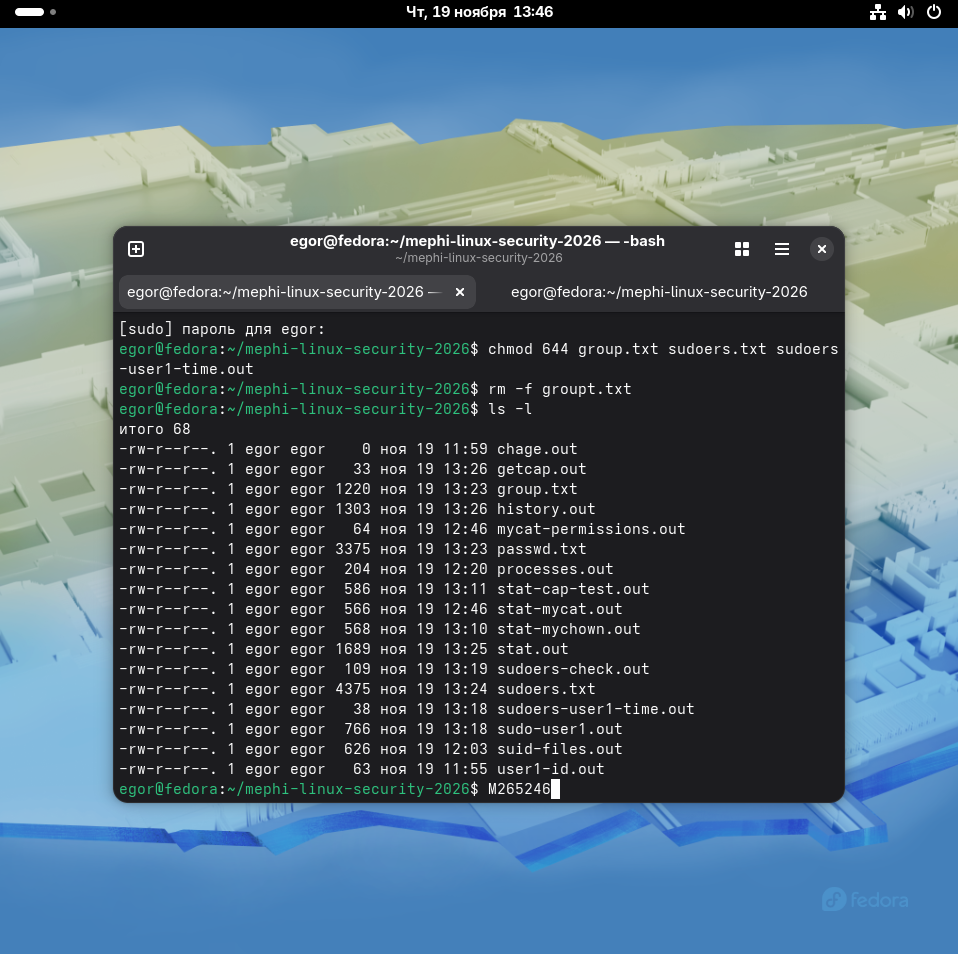 Чт, 19 ноября 13:46
egor@fedora:~/mephi-linux-security-2026 — -bash
~/mephi-linux-security-2026
egor@fedora:~/mephi-linux-security-2026 —
egor@fedora:~/mephi-linux-security-2026
[sudo] пароль для egor:
egor@fedora:~/mephi-linux-security-2026$ chmod 644 group.txt sudoers.txt sudoers
-user1-time.out
egor@fedora:~/mephi-linux-security-2026$ rm -f groupt.txt
egor@fedora:~/mephi-linux-security-2026$ ls -l
итого 68
-rw-r--r--. 1 egor egor    0 ноя 19 11:59 chage.out
-rw-r--r--. 1 egor egor   33 ноя 19 13:26 getcap.out
-rw-r--r--. 1 egor egor 1220 ноя 19 13:23 group.txt
-rw-r--r--. 1 egor egor 1303 ноя 19 13:26 history.out
-rw-r--r--. 1 egor egor   64 ноя 19 12:46 mycat-permissions.out
-rw-r--r--. 1 egor egor 3375 ноя 19 13:23 passwd.txt
-rw-r--r--. 1 egor egor  204 ноя 19 12:20 processes.out
-rw-r--r--. 1 egor egor  586 ноя 19 13:11 stat-cap-test.out
-rw-r--r--. 1 egor egor  566 ноя 19 12:46 stat-mycat.out
-rw-r--r--. 1 egor egor  568 ноя 19 13:10 stat-mychown.out
-rw-r--r--. 1 egor egor 1689 ноя 19 13:25 stat.out
-rw-r--r--. 1 egor egor  109 ноя 19 13:19 sudoers-check.out
-rw-r--r--. 1 egor egor 4375 ноя 19 13:24 sudoers.txt
-rw-r--r--. 1 egor egor   38 ноя 19 13:18 sudoers-user1-time.out
-rw-r--r--. 1 egor egor  766 ноя 19 13:18 sudo-user1.out
-rw-r--r--. 1 egor egor  626 ноя 19 12:03 suid-files.out
-rw-r--r--. 1 egor egor   63 ноя 19 11:55 user1-id.out
egor@fedora:~/mephi-linux-security-2026$ M265246
fedora